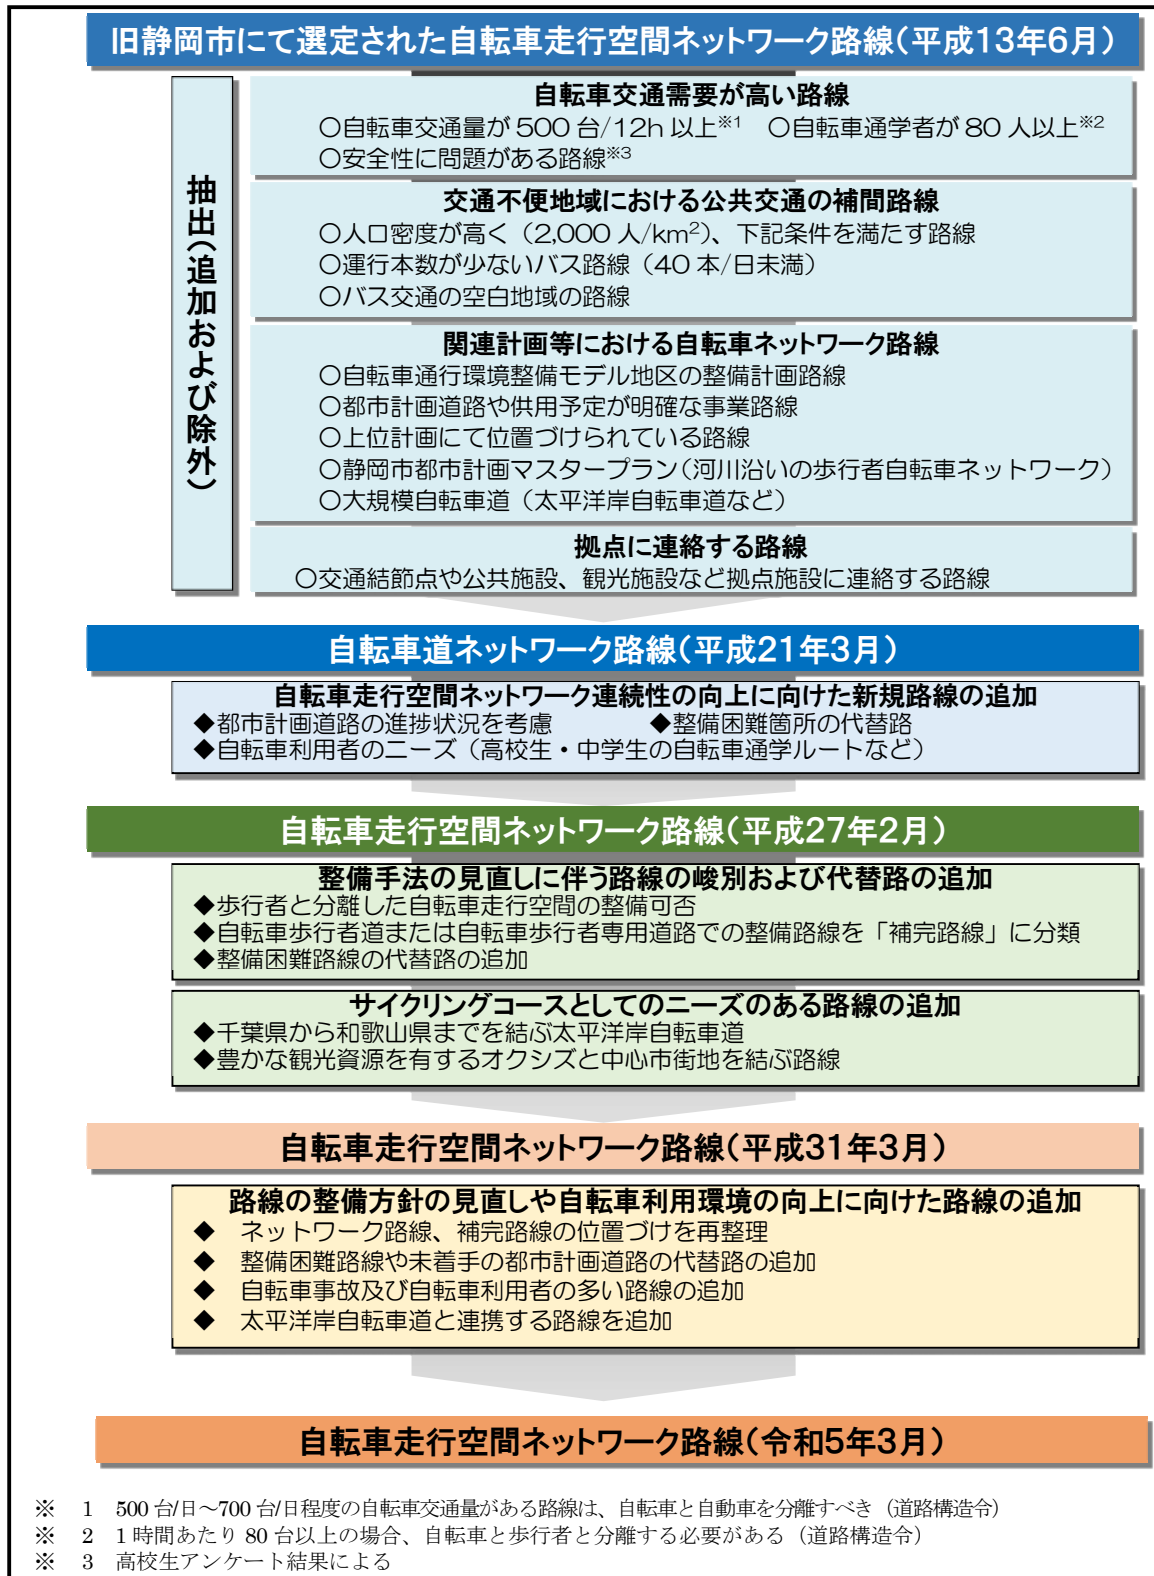 旧静岡市にて選定された自転車走行空間ネットワーク路線(平成13年6月)
抽出(追加および除外)
自転車交通需要が高い路線
○自転車交通量が 500 台/12h 以上※1　○自転車通学者が 80 人以上※2
○安全性に問題がある路線※3
交通不便地域における公共交通の補間路線
○人口密度が高く（2,000 人/km2）、下記条件を満たす路線
○運行本数が少ないバス路線（40 本/日未満）
○バス交通の空白地域の路線
関連計画等における自転車ネットワーク路線
○自転車通行環境整備モデル地区の整備計画路線
○都市計画道路や供用予定が明確な事業路線
○上位計画にて位置づけられている路線
○静岡市都市計画マスタープラン(河川沿いの歩行者自転車ネットワーク)
○大規模自転車道（太平洋岸自転車道など）
拠点に連絡する路線
○交通結節点や公共施設、観光施設など拠点施設に連絡する路線
自転車道ネットワーク路線(平成21年3月)
自転車走行空間ネットワーク連続性の向上に向けた新規路線の追加
◆都市計画道路の進捗状況を考慮　◆整備困難箇所の代替路
◆自転車利用者のニーズ（高校生・中学生の自転車通学ルートなど）
自転車走行空間ネットワーク路線(平成27年2月)
整備手法の見直しに伴う路線の峻別および代替路の追加
◆歩行者と分離した自転車走行空間の整備可否
◆自転車歩行者道または自転車歩行者専用道路での整備路線を「補完路線」に分類
◆整備困難路線の代替路の追加
サイクリングコースとしてのニーズのある路線の追加
◆千葉県から和歌山県までを結ぶ太平洋岸自転車道
◆豊かな観光資源を有するオクシズと中心市街地を結ぶ路線
自転車走行空間ネットワーク路線(平成31年3月)
路線の整備方針の見直しや自転車利用環境の向上に向けた路線の追加
◆　ネットワーク路線、補完路線の位置づけを再整理
◆　整備困難路線や未着手の都市計画道路の代替路の追加
◆　自転車事故及び自転車利用者の多い路線の追加
◆　太平洋岸自転車道と連携する路線を追加
自転車走行空間ネットワーク路線(令和5年3月)
※　1　500 台/日～700 台/日程度の自転車交通量がある路線は、自転車と自動車を分離すべき（道路構造令）
※　2　1 時間あたり 80 台以上の場合、自転車と歩行者と分離する必要がある（道路構造令）
※　3　高校生アンケート結果による